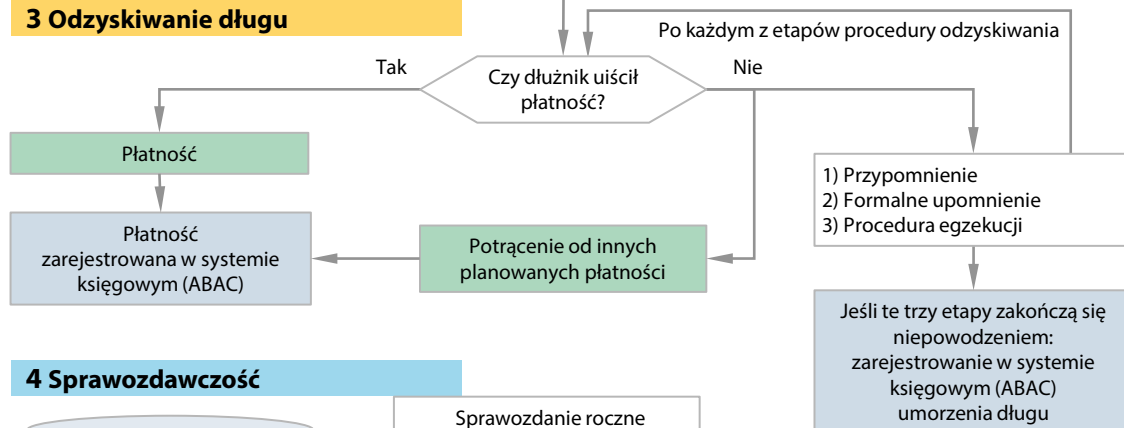 3 Odzyskiwanie długu
Po każdym z etapów procedury odzyskiwania
Tak
Czy dłużnik uiścił
płatność?
Nie
Płatność
1) Przypomnienie
2) Formalne upomnienie
3) Procedura egzekucji
Płatność
zarejestrowana w systemie
księgowym (ABAC)
Potrącenie od innych
planowanych płatności
Jeśli te trzy etapy zakończą się
niepowodzeniem:
zarejestrowanie w systemie
księgowym (ABAC)
umorzenia długu
4 Sprawozdawczość
Sprawozdanie roczne